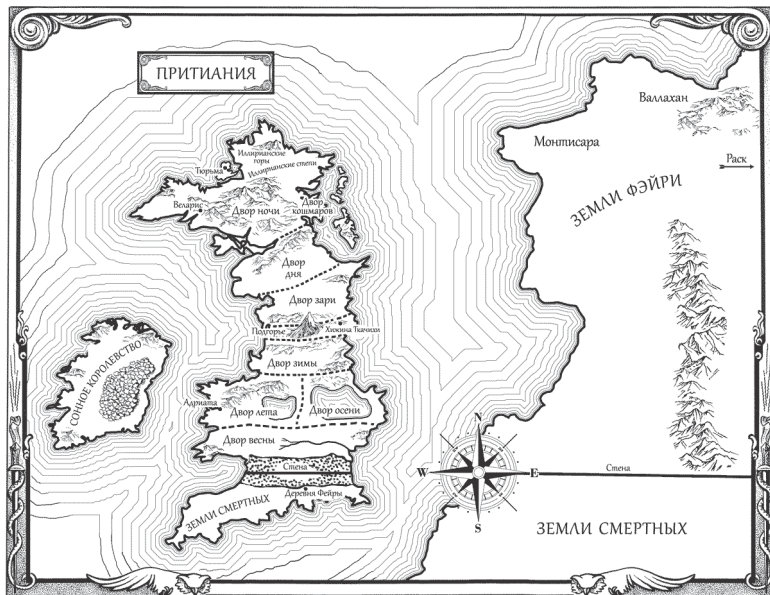 ПРИТИАНИЯ
Валлахан
Монтисара
Раск
ЗЕМЛИ ФЭЙРИ
Иллирианские
горы
Иллирианские степи
Тюрьма
Веларис
Двор ночи
Двор
кошмаров
Двор
дня
Двор зари
Подгорье
Хижина Ткачихи
Двор зимы
СОННОЕ КОРОЛЕВСТВО
Адриата
Двор лета
Двор осени
Двор весны
N
W
E
S
Стена
Стена
Деревня Фейры
ЗЕМЛИ СМЕРТНЫХ
ЗЕМЛИ СМЕРТНЫХ